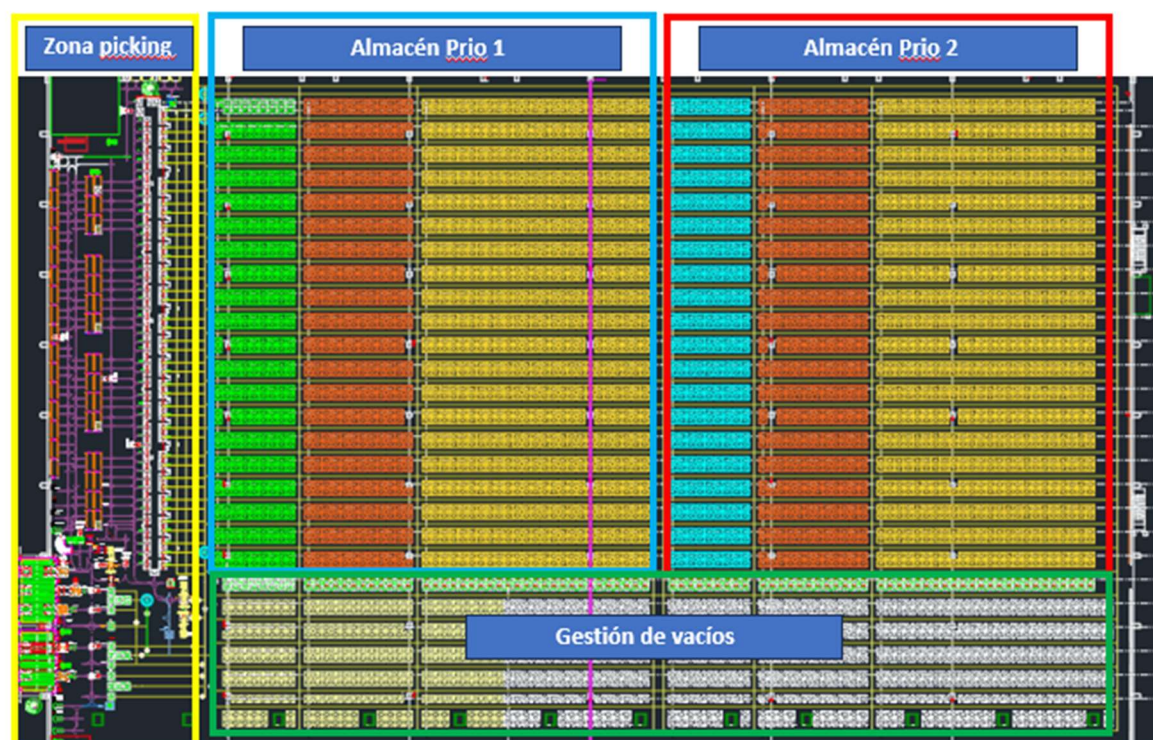 Zona picking
Almacén Prio 1
Almacén Prio 2
Gestión de vacíos